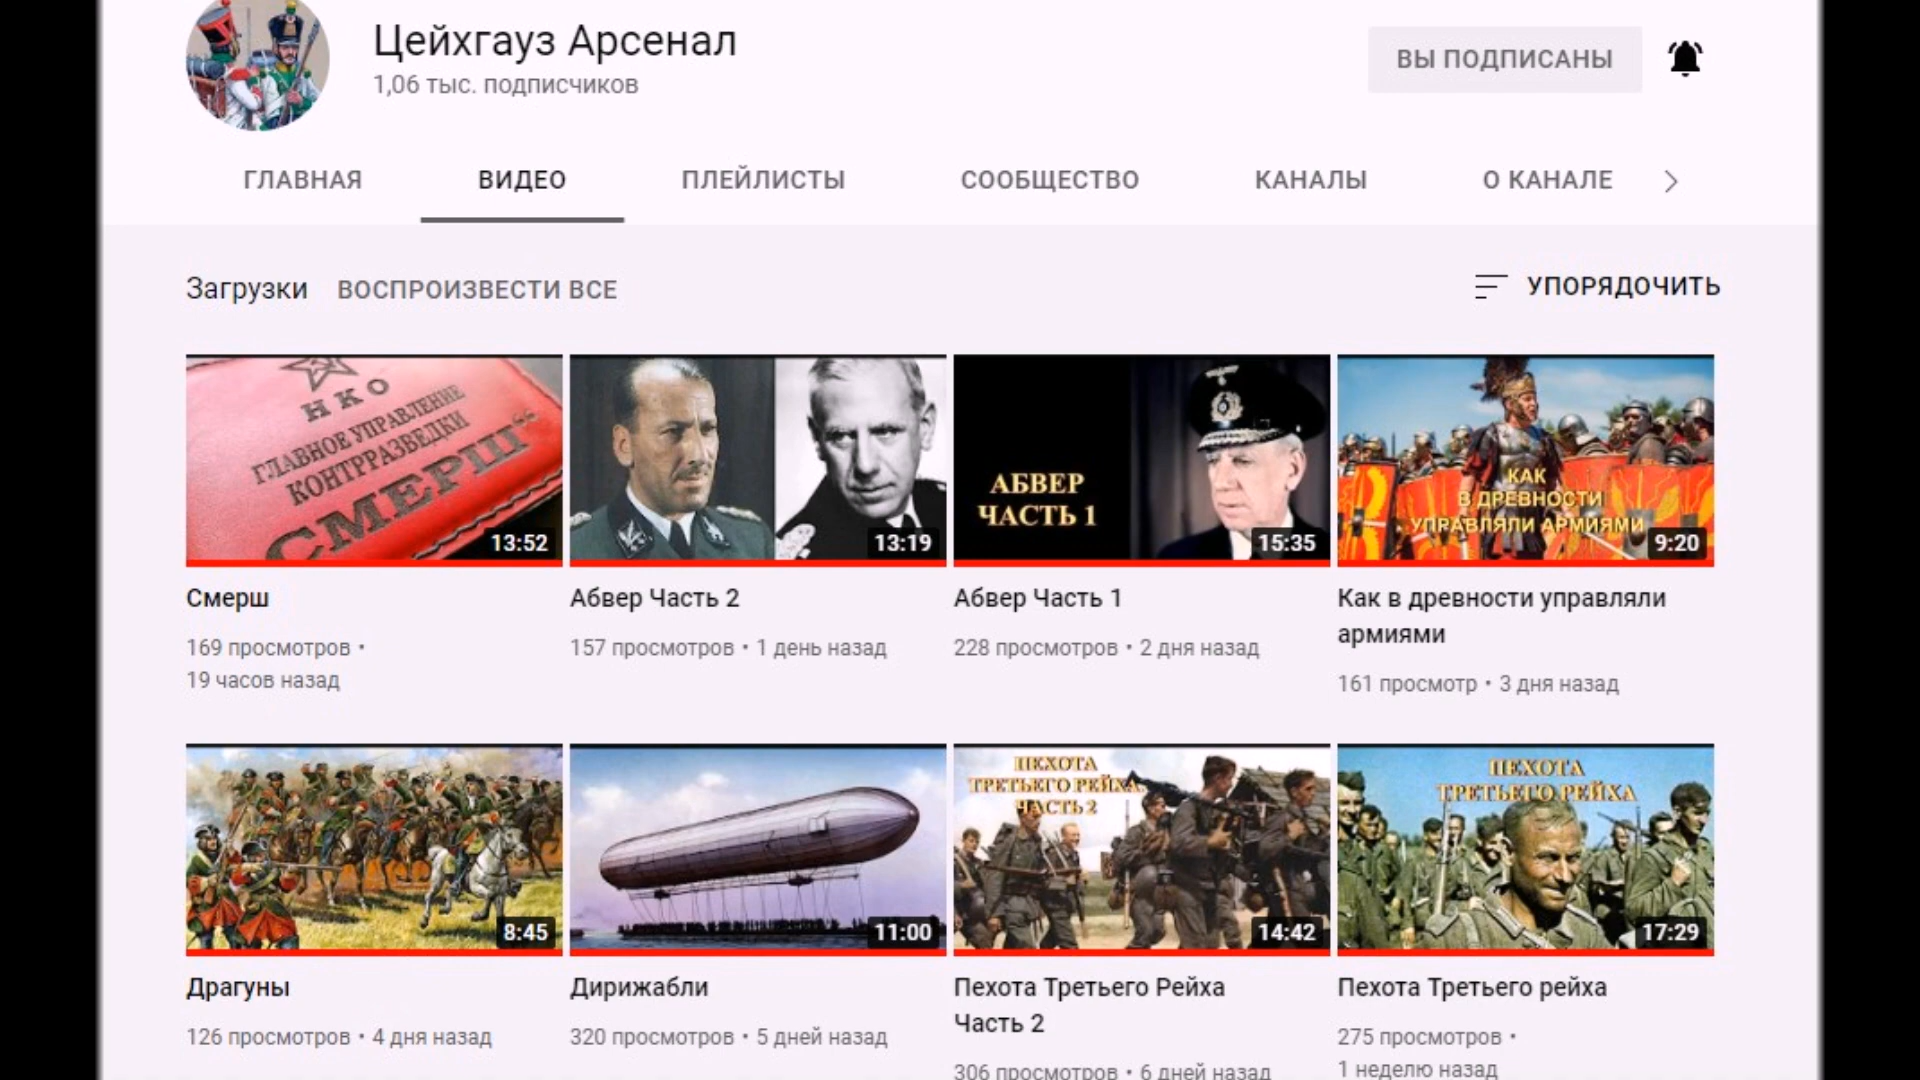 Цейхгауз Арсенал
1,06 тыс. подписчиков
ВЫ ПОДПИСАНЫ
ГЛАВНАЯ ВИДЕО ПЛЕЙЛИСТЫ СООБЩЕСТВО КАНАЛЫ О КАНАЛЕ
Загрузки ВОСПРОИЗВЕСТИ ВСЕ
УПОРЯДОЧИТЬ
НКО
ГЛАВНОЕ УПРАВЛЕНИЕ
КОНТРРАЗВЕДКИ
СМЕРШ“
13:52
Смерш
169 просмотров •
19 часов назад
13:19
Абвер Часть 2
157 просмотров • 1 день назад
АБВЕР
ЧАСТЬ 1
15:35
Абвер Часть 1
228 просмотров • 2 дня назад
КАК
В ДРЕВНОСТИ
УПРАВЛЯЛИ АРМИЯМИ
9:20
Как в древности управляли
армиями
161 просмотр • 3 дня назад
8:45
Драгуны
126 просмотров • 4 дня назад
11:00
Дирижабли
320 просмотров • 5 дней назад
ПЕХОТА
ТРЕТЬЕГО РЕЙХА.
ЧАСТЬ 2
14:42
Пехота Третьего Рейха
Часть 2
306 просмотров • 6 дней назад
ПЕХОТА
ТРЕТЬЕГО РЕЙХА
17:29
Пехота Третьего рейха
275 просмотров •
1 неделю назад